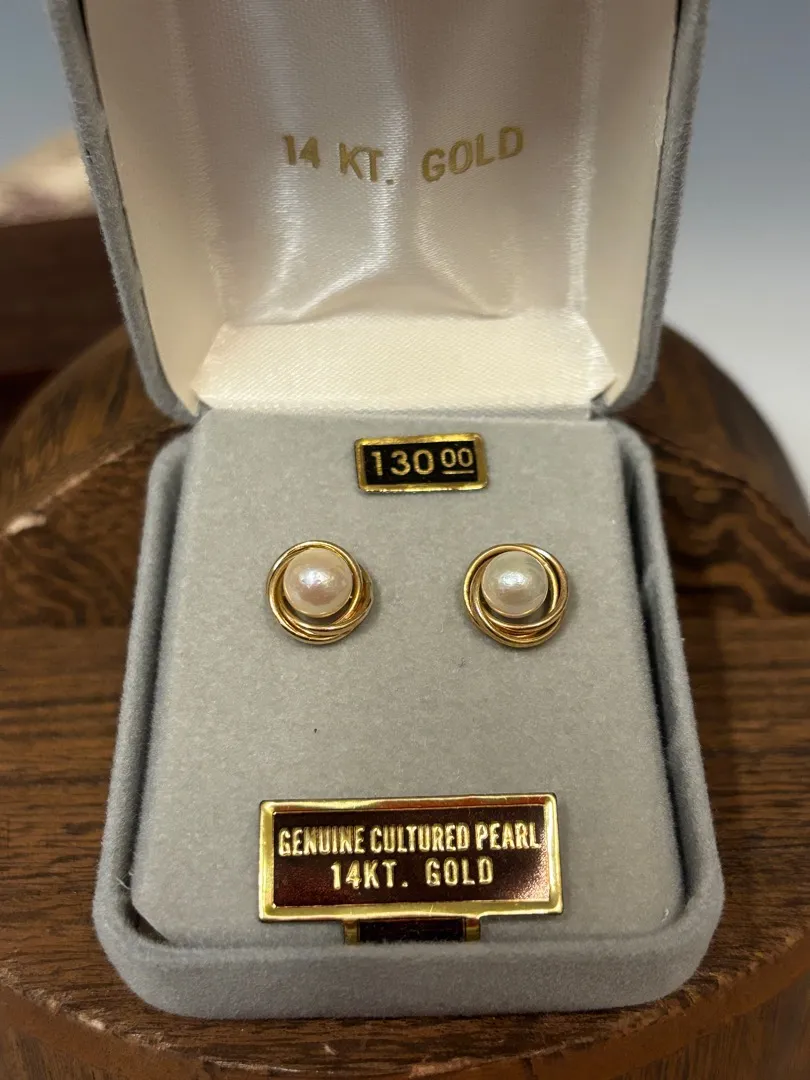 14 KT. GOLD
130 00
GENUINE CULTURED PEARL
14KT. GOLD